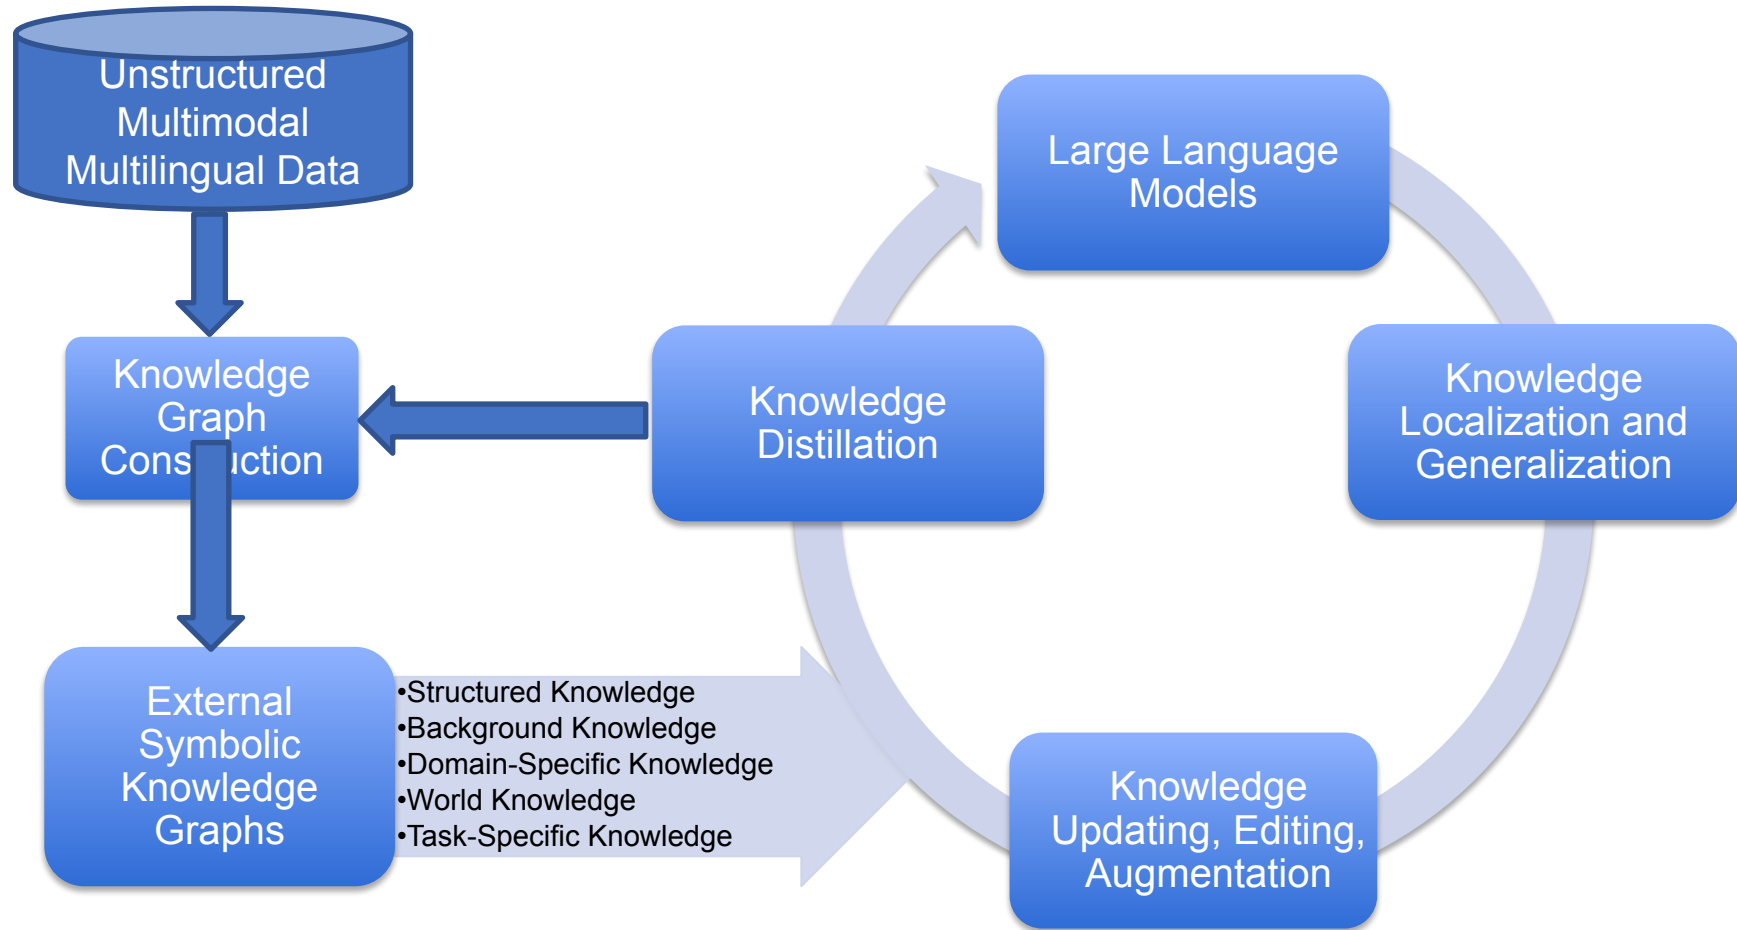 Unstructured
Multimodal
Multilingual Data
Large Language
Models
Knowledge
Graph
Construction
Knowledge
Distillation
Knowledge
Localization and
Generalization
External
Symbolic
Knowledge
Graphs
•Structured Knowledge
•Background Knowledge
•Domain-Specific Knowledge
•World Knowledge
•Task-Specific Knowledge
Knowledge
Updating, Editing,
Augmentation